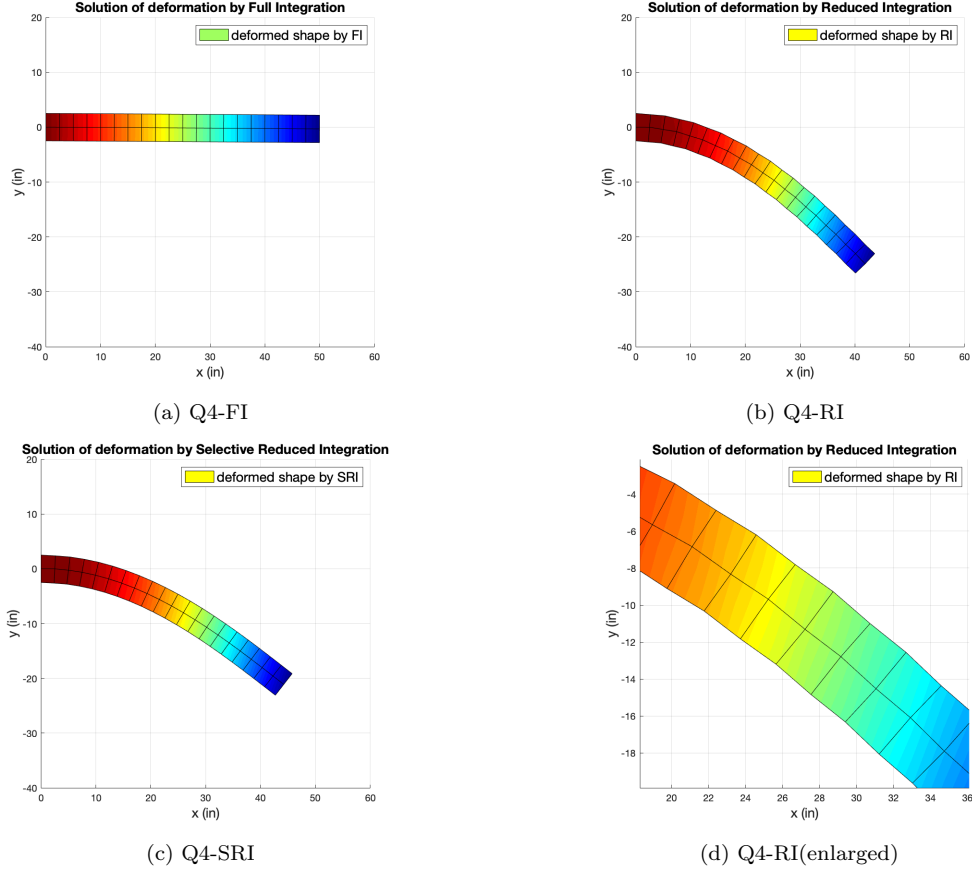 Solution of deformation by Full Integration
deformed shape by FI
20
10
0
-10
-20
-30
-40
y (in)
0 10 20 30 40 50 60
x (in)
(a) Q4-FI
Solution of deformation by Reduced Integration
deformed shape by RI
20
10
0
-10
-20
-30
-40
y (in)
0 10 20 30 40 50 60
x (in)
(b) Q4-RI
Solution of deformation by Selective Reduced Integration
deformed shape by SRI
20
10
0
-10
-20
-30
-40
y (in)
0 10 20 30 40 50 60
x (in)
(c) Q4-SRI
Solution of deformation by Reduced Integration
deformed shape by RI
-4
-6
-8
-10
-12
-14
-16
-18
y (in)
20 22 24 26 28 30 32 34 36
x (in)
(d) Q4-RI(enlarged)